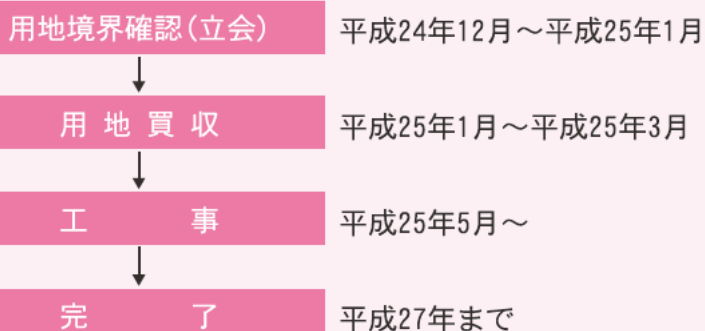 用地境界確認(立会) 平成24年12月～平成25年1月
用地買収 平成25年1月～平成25年3月
工事 平成25年5月～
完了 平成27年まで